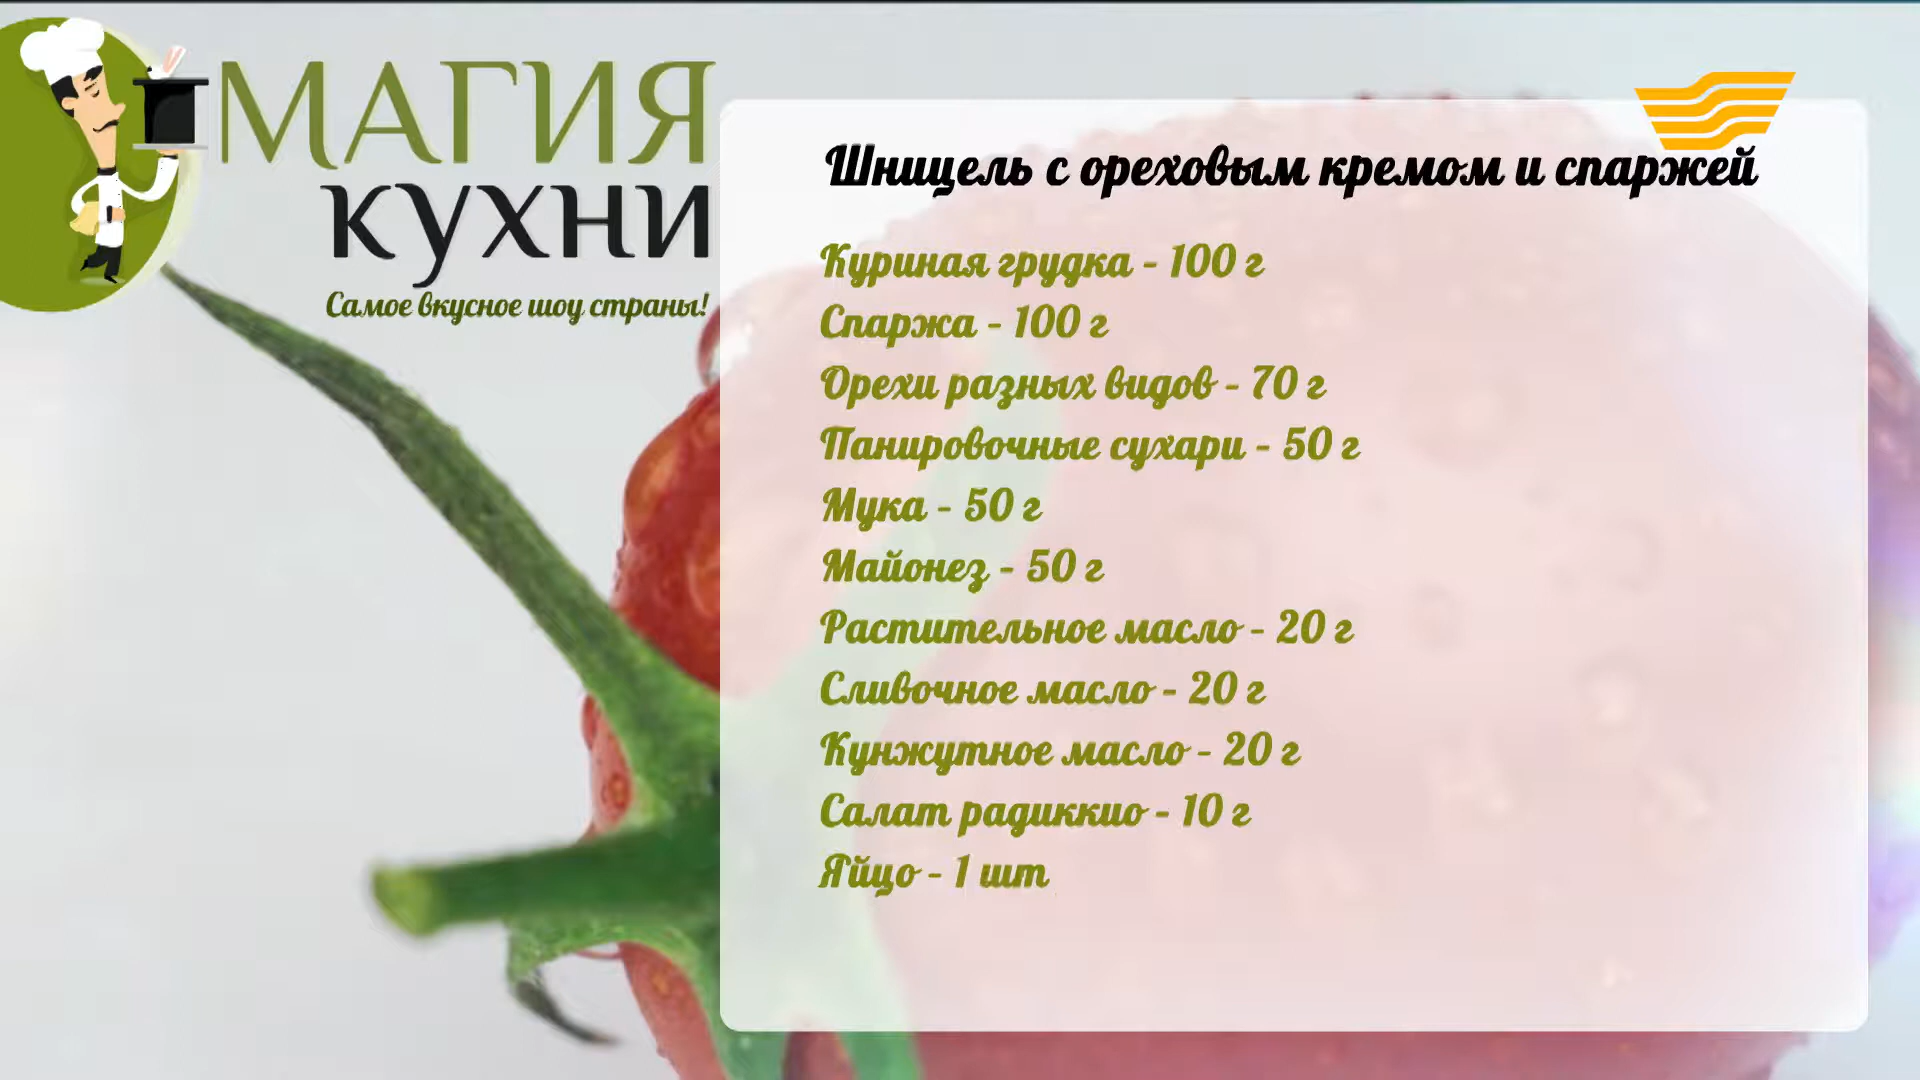 МАГИЯ
кухни
Самое вкусное шоу страны!
Шницель с ореховым кремом и спаржей
Куриная грудка – 100 г
Спаржа – 100 г
Орехи разных видов – 70 г
Панировочные сухари – 50 г
Мука – 50 г
Майонез – 50 г
Растительное масло – 20 г
Сливочное масло – 20 г
Кунжутное масло – 20 г
Салат радиккио – 10 г
Яйцо – 1 шт